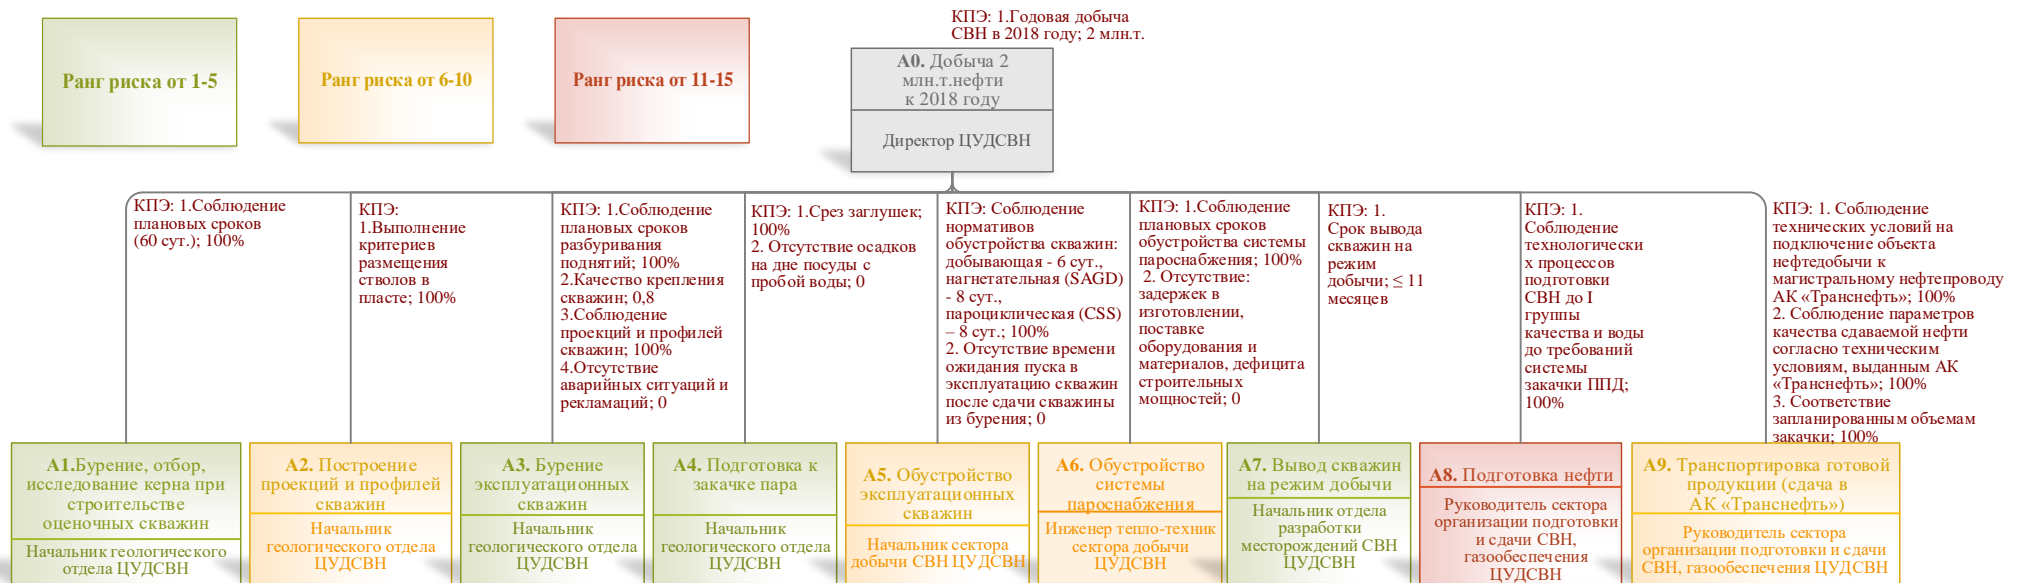 Ранг риска от 1-5
Ранг риска от 6-10
Ранг риска от 11-15
КПЭ: 1.Годовая добыча
СВН в 2018 году; 2 млн.т.
А0. Добыча 2
млн.т.нефти
к 2018 году
Директор ЦУДСВН
КПЭ: 1.Соблюдение
плановых сроков
(60 сут.); 100%
КПЭ:
1.Выполнение
критериев
размещения
стволов в
пласте; 100%
КПЭ: 1.Соблюдение
плановых сроков
разбуривания
поднятий; 100%
2.Качество крепления
скважин; 0,8
3.Соблюдение
проекций и профилей
скважин; 100%
4.Отсутствие
аварийных ситуаций и
рекламаций; 0
КПЭ: 1.Срез заглушек;
100%
2. Отсутствие осадков
на дне посуды с
пробой воды; 0
КПЭ: Соблюдение
нормативов
обустройства скважин:
добывающая - 6 сут.,
нагнетательная (SAGD)
- 8 сут.,
пароциклическая (CSS)
– 8 сут.; 100%
2. Отсутствие времени
ожидания пуска в
эксплуатацию скважин
после сдачи скважины
из бурения; 0
КПЭ: 1.Соблюдение
плановых сроков
обустройства системы
пароснабжения; 100%
2. Отсутствие:
задержек в
изготовлении,
поставке
оборудования и
материалов, дефицита
строительных
мощностей; 0
КПЭ: 1.
Срок вывода
скважин на
режим
добычи; ≤ 11
месяцев
КПЭ: 1.
Соблюдение
технологически
х процессов
подготовки
СВН до I
группы
качества и воды
до требований
системы
закачки ППД;
100%
КПЭ: 1. Соблюдение
технических условий на
подключение объекта
нефтедобычи к
магистральному нефтепроводу
АК «Транснефть»; 100%
2. Соблюдение параметров
качества сдаваемой нефти
согласно техническим
условиям, выданным АК
«Транснефть»; 100%
3. Соответствие
запланированным объемам
закачки; 100%
А1.Бурение, отбор,
исследование керна при
строительстве
оценочных скважин
Начальник геологического
отдела ЦУДСВН
А2. Построение
проекций и профилей
скважин
Начальник
геологического отдела
ЦУДСВН
А3. Бурение
эксплуатационных
скважин
Начальник
геологического отдела
ЦУДСВН
А4. Подготовка к
закачке пара
Начальник
геологического отдела
ЦУДСВН
А5. Обустройство
эксплуатационных
скважин
Начальник сектора
добычи СВН ЦУДСВН
А6. Обустройство
системы
пароснабжения
Инженер тепло-техник
сектора добычи
ЦУДСВН
А7. Вывод скважин
на режим добычи
Начальник отдела
разработки
месторождений СВН
ЦУДСВН
А8. Подготовка нефти
Руководитель сектора
организации подготовки
и сдачи СВН,
газообеспечения
ЦУДСВН
А9. Транспортировка готовой
продукции (сдача в
АК «Транснефть»)
Руководитель сектора
организации подготовки и сдачи
СВН, газообеспечения ЦУДСВН